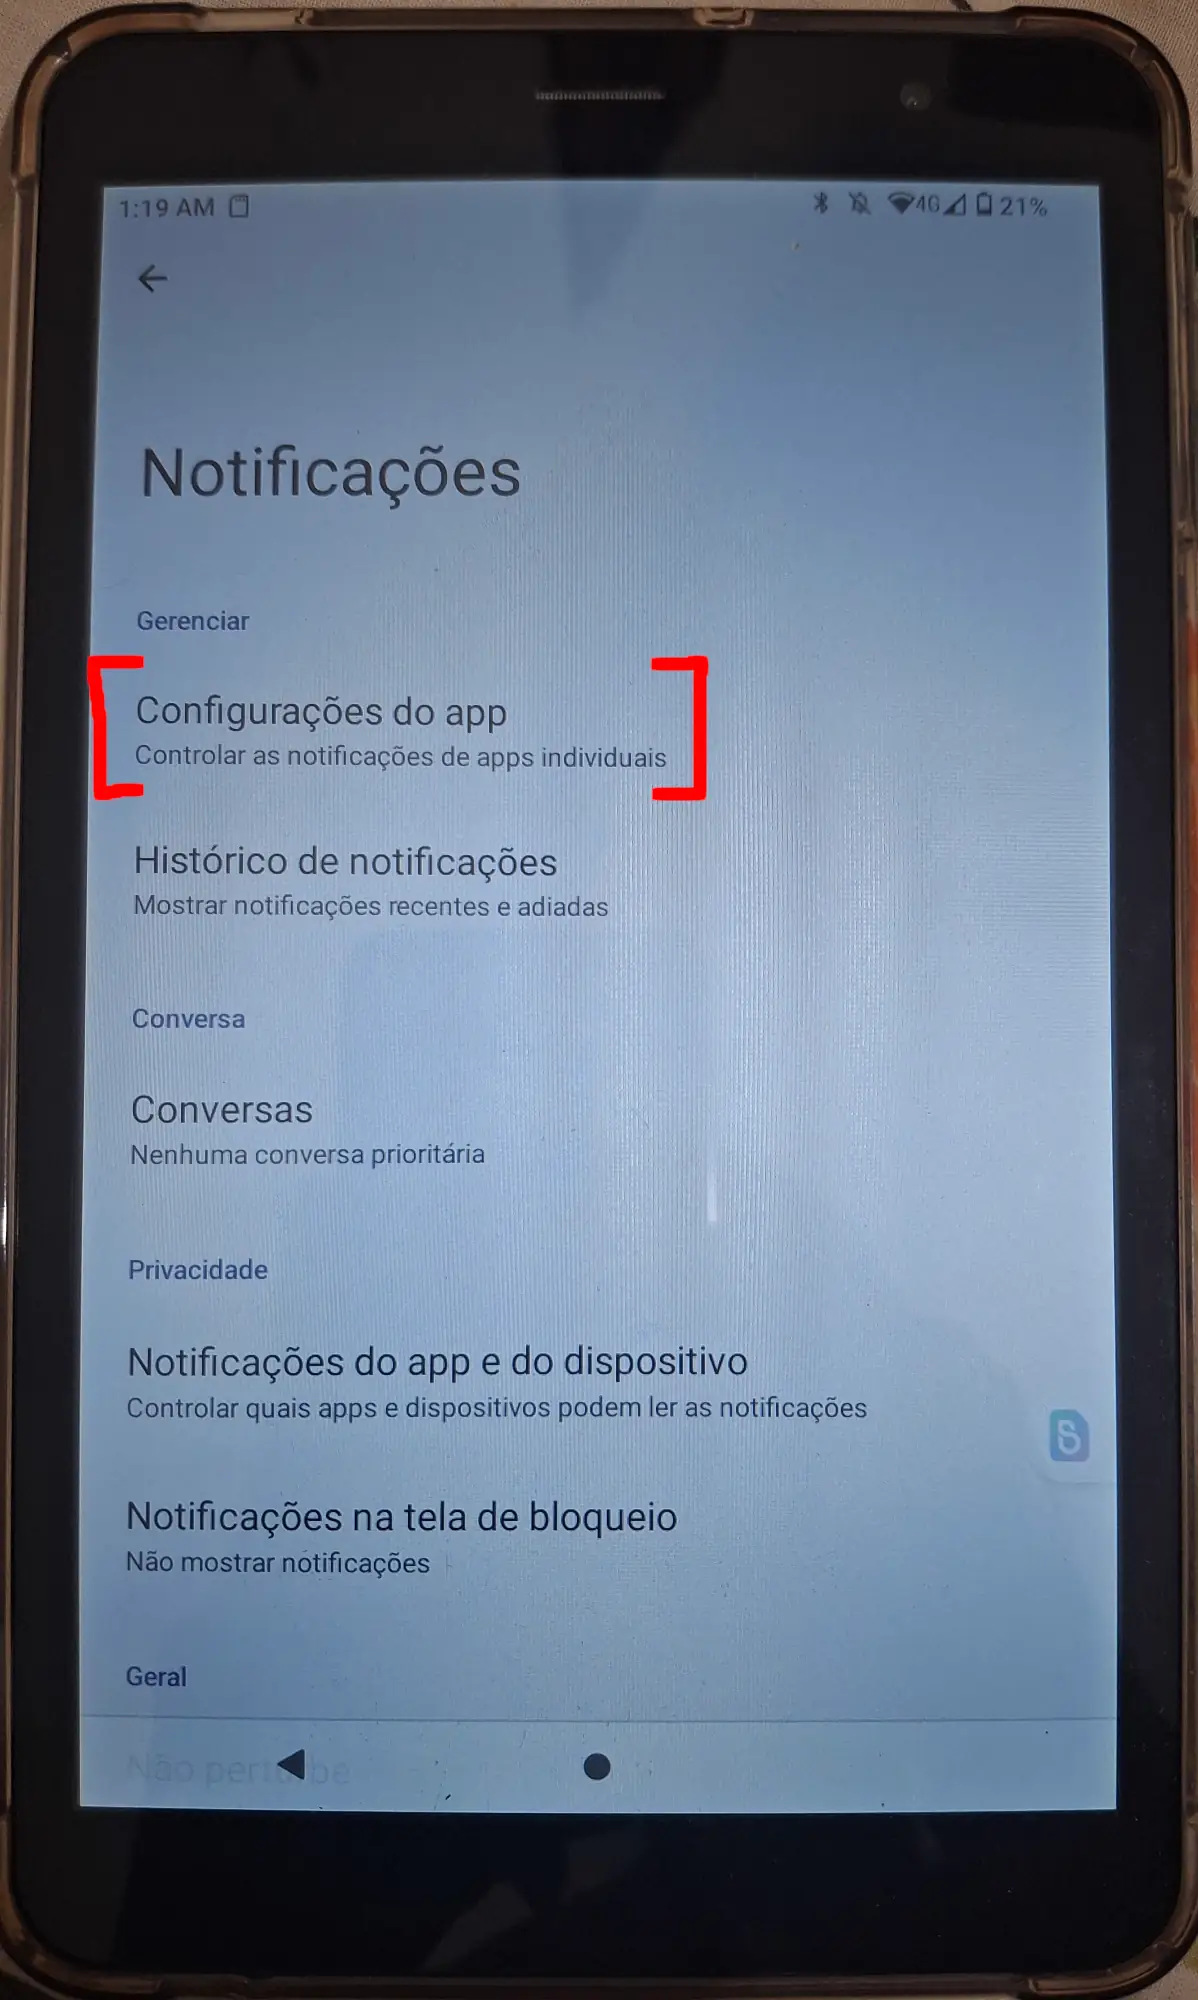 1:19 AM 4G 21%
Notificações
Gerenciar
Configurações do app
Controlar as notificações de apps individuais
Histórico de notificações
Mostrar notificações recentes e adiadas
Conversa
Conversas
Nenhuma conversa prioritária
Privacidade
Notificações do app e do dispositivo
Controlar quais apps e dispositivos podem ler as notificações
Notificações na tela de bloqueio
Não mostrar notificações
Geral
Não perturbe